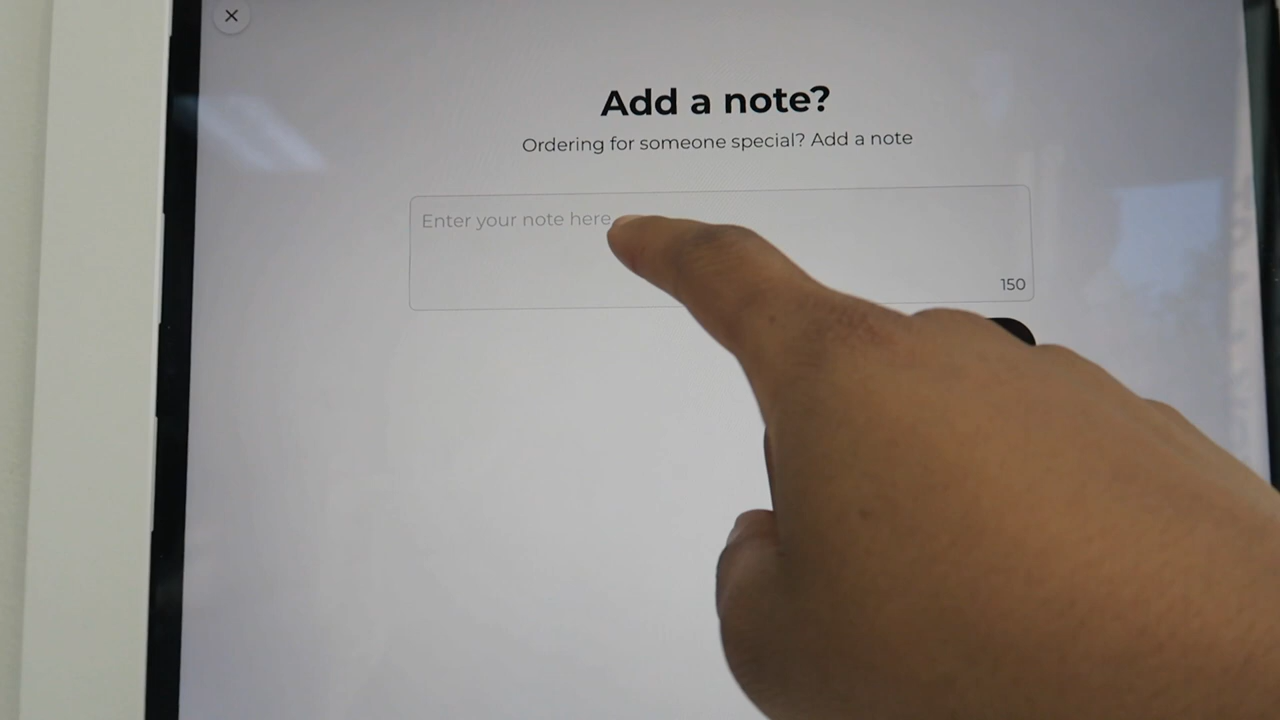 Add a note?
Ordering for someone special? Add a note
Enter your note here
150